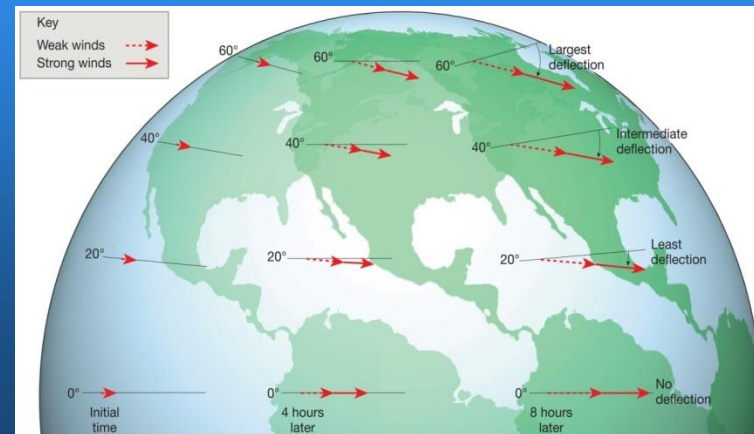 Key
Weak winds
Strong winds
60°
60°
60°
Largest
deflection
40°
40°
40°
Intermediate
deflection
20°
20°
20°
Least
deflection
0°
0°
0°
No
deflection
Initial
time
4 hours
later
8 hours
later